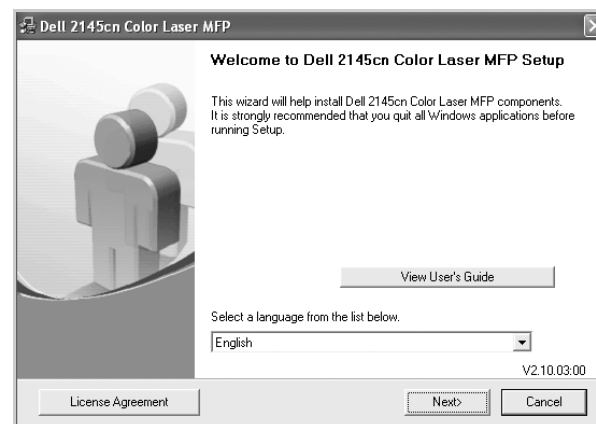 Dell 2145cn Color Laser MFP
Welcome to Dell 2145cn Color Laser MFP Setup
This wizard will help install Dell 2145cn Color Laser MFP components.
It is strongly recommended that you quit all Windows applications before
running Setup.
View User's Guide
Select a language from the list below.
English
V2.10.03:00
License Agreement
Next>
Cancel